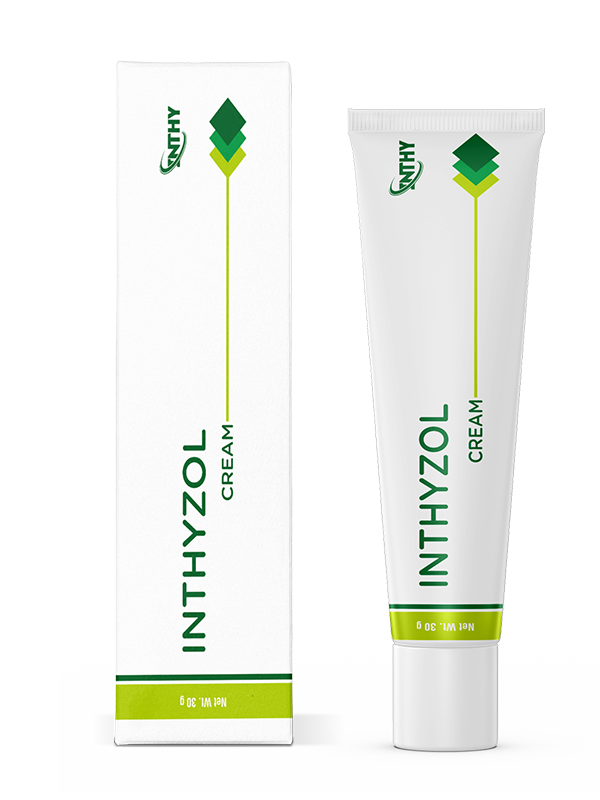 INTHY
INTHYZOL
CREAM
Net Wt. 30 g
INTHY
INTHYZOL
CREAM
Net Wt. 30 g